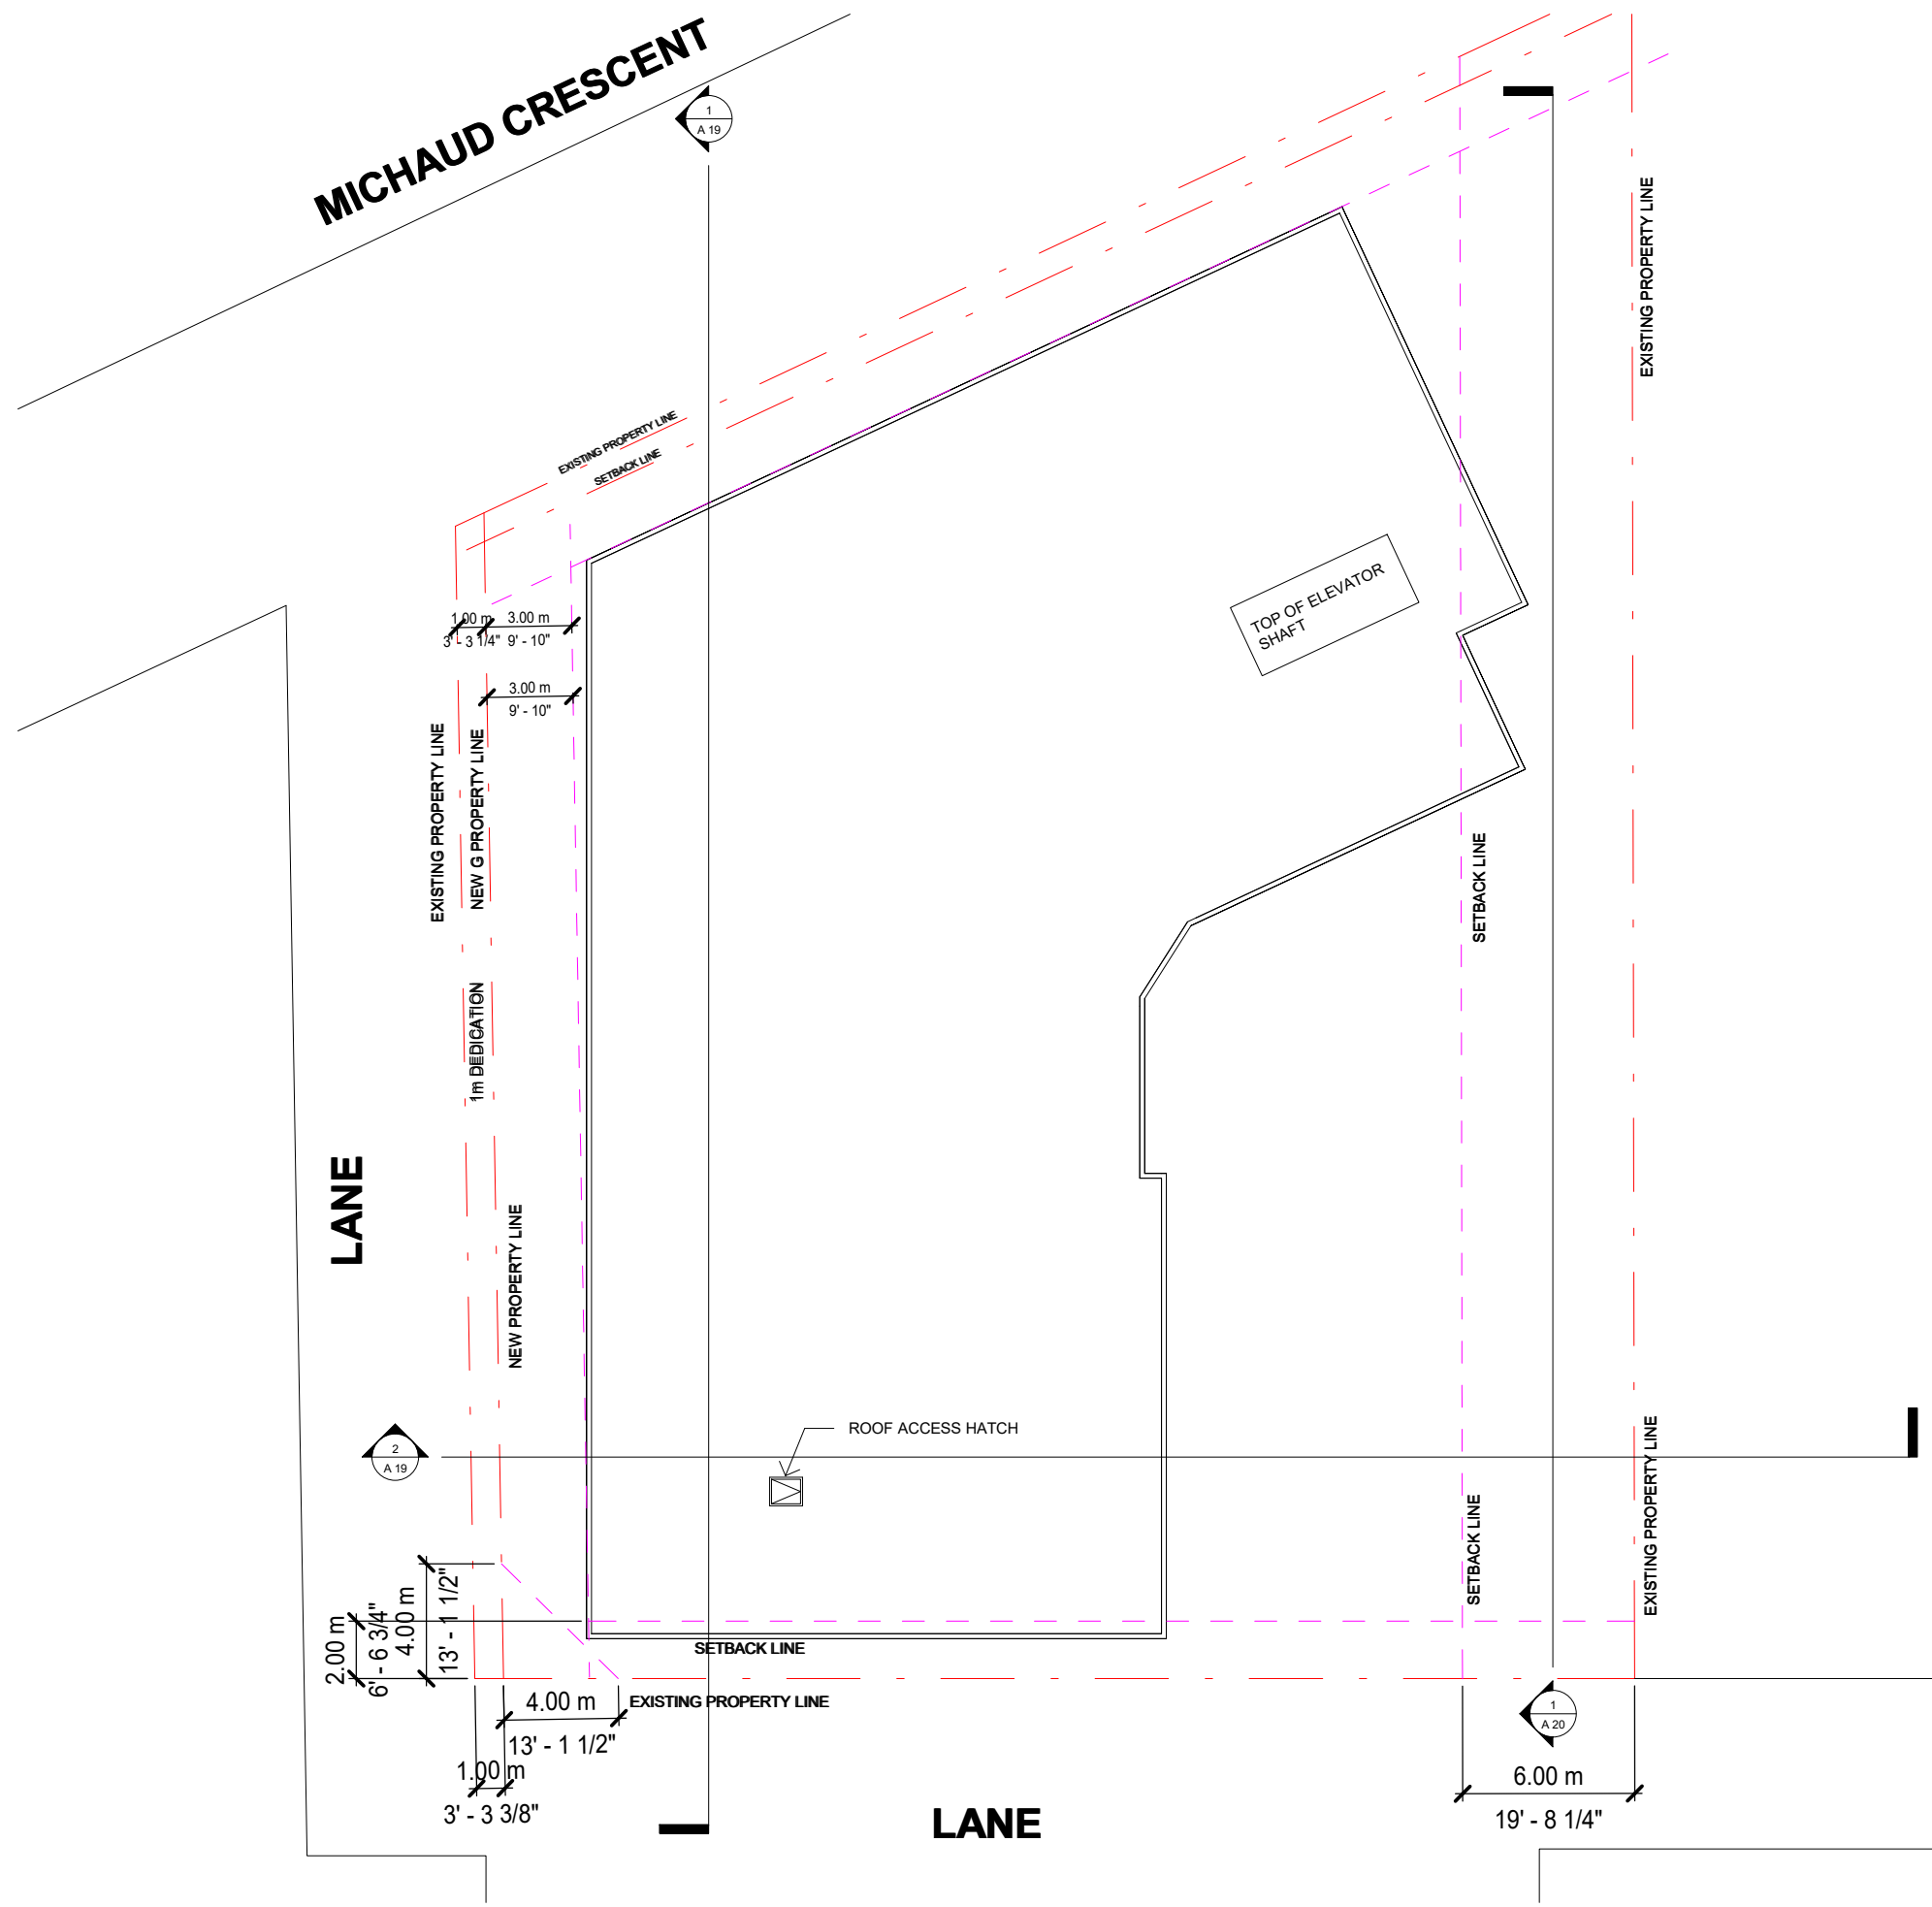 MICHAUD CRESCENT
1
A 19
EXISTING PROPERTY LINE
EXISTING PROPERTY LINE
SETBACK LINE
TOP OF ELEVATOR
SHAFT
1.00 m
3' - 3 1/4"
3.00 m
9' - 10"
3.00 m
9' - 10"
EXISTING PROPERTY LINE
NEW G PROPERTY LINE
SETBACK LINE
1m DEDICATION
LANE
NEW PROPERTY LINE
ROOF ACCESS HATCH
2
A 19
EXISTING PROPERTY LINE
SETBACK LINE
2.00 m
6' - 6 3/4"
4.00 m
13' - 1 1/2"
SETBACK LINE
EXISTING PROPERTY LINE
4.00 m
13' - 1 1/2"
1.00 m
3' - 3 3/8"
1
A 20
6.00 m
19' - 8 1/4"
LANE